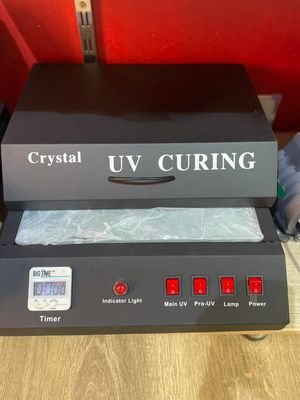 Crystal UV CURING
BIG TIME
Indicator Light
Main UV Pro-UV Lamp Power
Timer